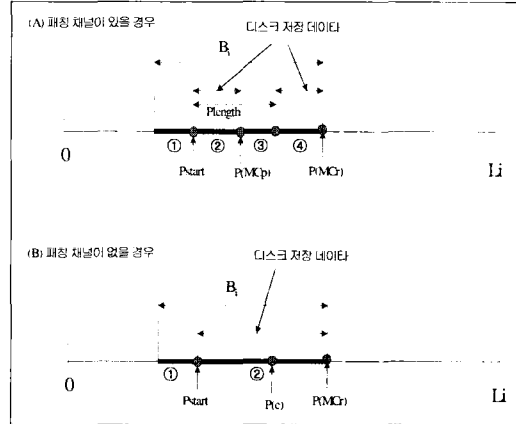 (A) 패칭 채널이 있을 경우
디스크 저장 데이타
Bi
Plength
0
① ② ③ ④
Pstart P(MCp) P(MCr)
Li
(B) 패칭 채널이 없을 경우
디스크 저장 데이타
Bi
0
① ②
Pstart P(c) P(MCr)
Li